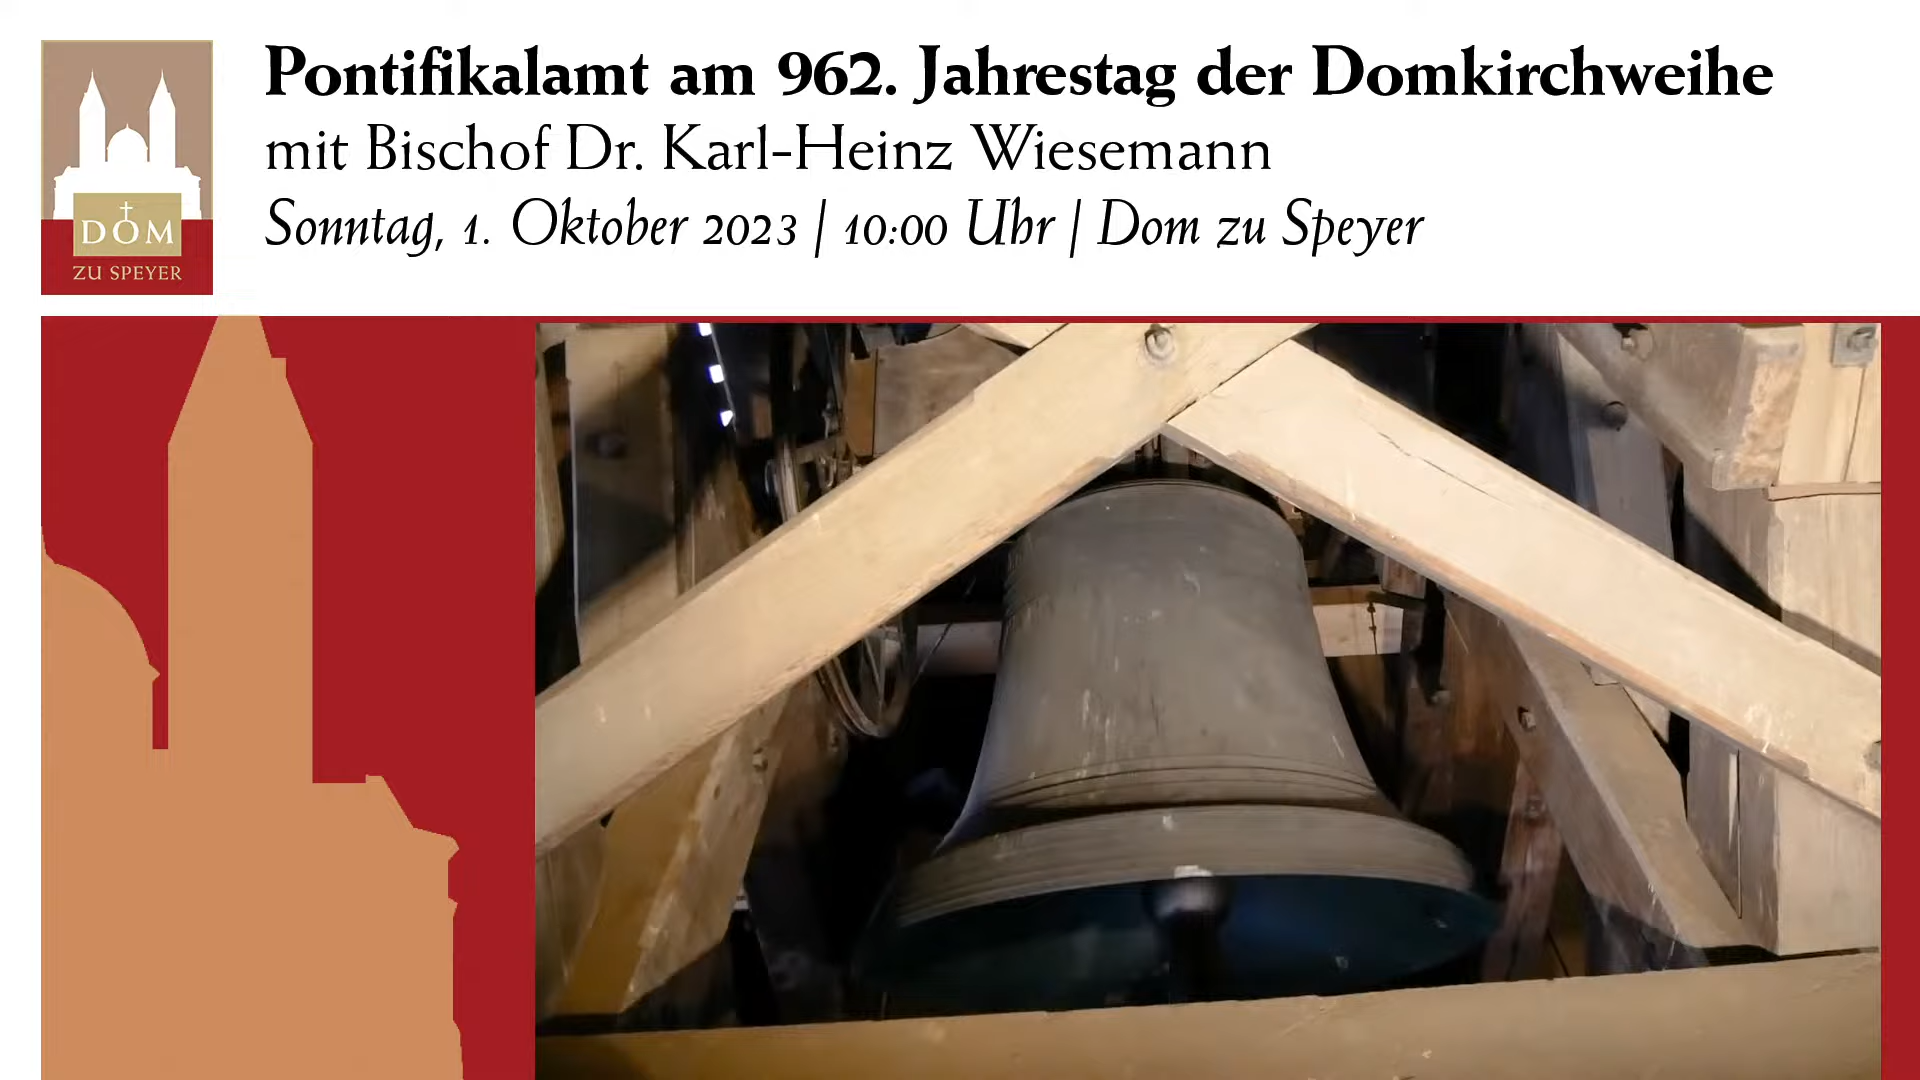 Pontifikalamt am 962. Jahrestag der Domkirchweihe
mit Bischof Dr. Karl-Heinz Wiesemann
Sonntag, 1. Oktober 2023 | 10:00 Uhr | Dom zu Speyer
DOM
ZU SPEYER